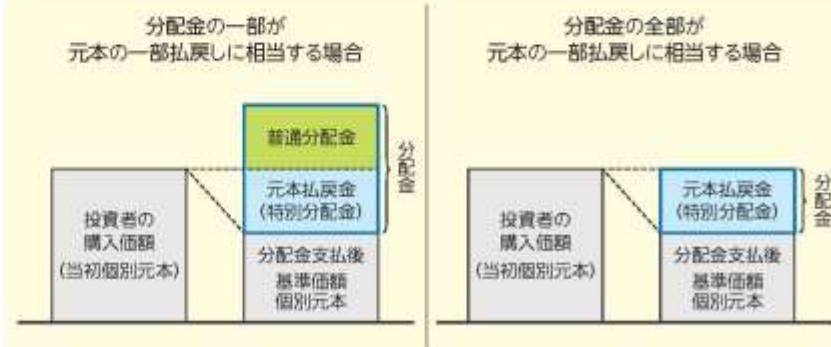 分配金の一部が
元本の一部払戻しに相当する場合
普通分配金
元本払戻金
(特別分配金)
分配金
投資者の
購入価額
(当初個別元本)
分配金支払後
基準価額
個別元本
分配金の全部が
元本の一部払戻しに相当する場合
元本払戻金
(特別分配金)
分配金
投資者の
購入価額
(当初個別元本)
分配金支払後
基準価額
個別元本